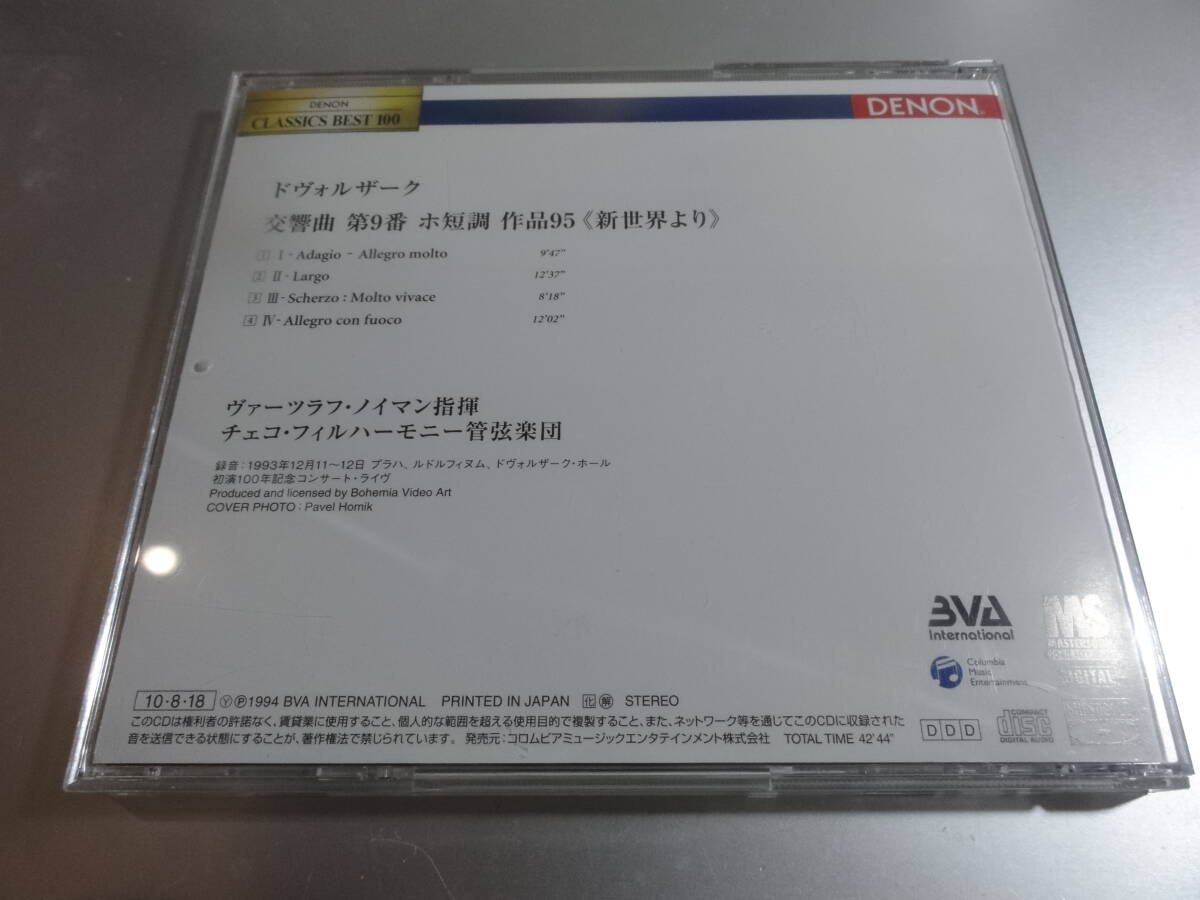 DENON
CLASSICS BEST 100
DENON
ドヴォルザーク
交響曲 第9番 ホ短調 作品95《新世界より》
1 Ⅰ- Adagio - Allegro molto 9'47"
2 Ⅱ- Largo 12'37"
3 Ⅲ- Scherzo : Molto vivace 8'18"
4 Ⅳ- Allegro con fuoco 12'02"
ヴァーツラフ・ノイマン指揮
チェコ・フィルハーモニー管弦楽団
録音：1993年12月11～12日 プラハ、ルドルフィヌム、ドヴォルザーク・ホール
初演100年記念コンサート・ライヴ
Produced and licensed by Bohemia Video Art
COVER PHOTO : Pavel Hornik
BVA
International
MS
Columbia
Music
Entertainment
DIGITAL
10・8・18 Ⓨ Ⓟ 1994 BVA INTERNATIONAL PRINTED IN JAPAN 化 解 STEREO
このCDは権利者の許諾なく、賃貸業に使用すること、個人的な範囲を超える使用目的で複製すること、また、ネットワーク等を通じてこのCDに収録された
音を送信できる状態にすることが、著作権法で禁じられています。 発売元：コロムビアミュージックエンタテインメント株式会社 TOTAL TIME 42'44"
DDD
COMPACT
disc
DIGITAL AUDIO